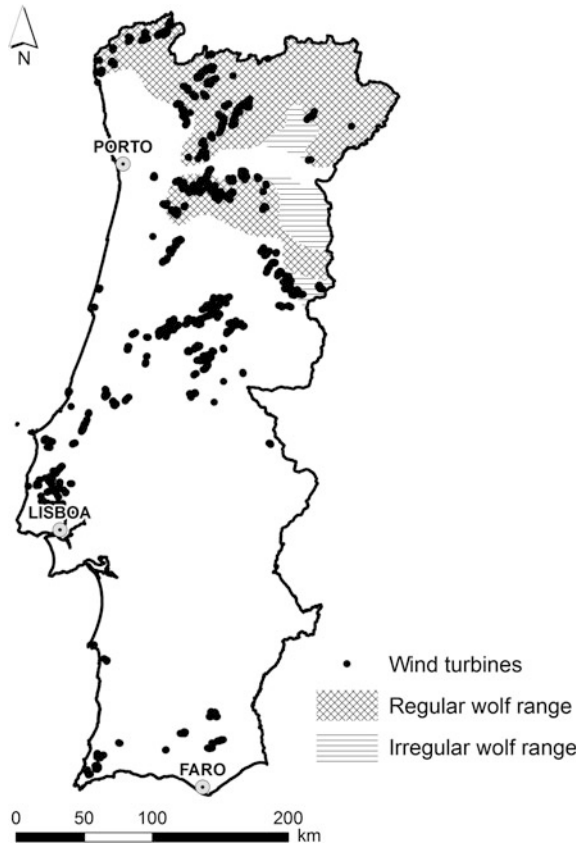 N
PORTO
LISBOA
Wind turbines
Regular wolf range
Irregular wolf range
FARO
0 50 100 200
km